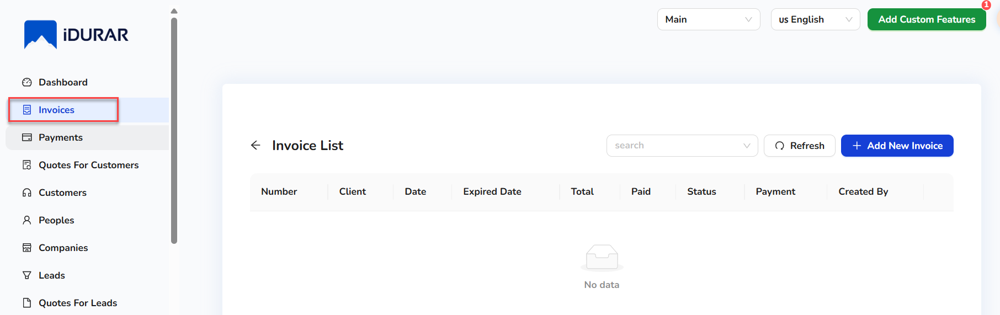 iDURAR
Main
us English
Add Custom Features
1
Dashboard
Invoices
Payments
Quotes For Customers
Customers
Peoples
Companies
Leads
Quotes For Leads
Invoice List
search
Refresh
Add New Invoice
Number Client Date Expired Date Total Paid Status Payment Created By
No data